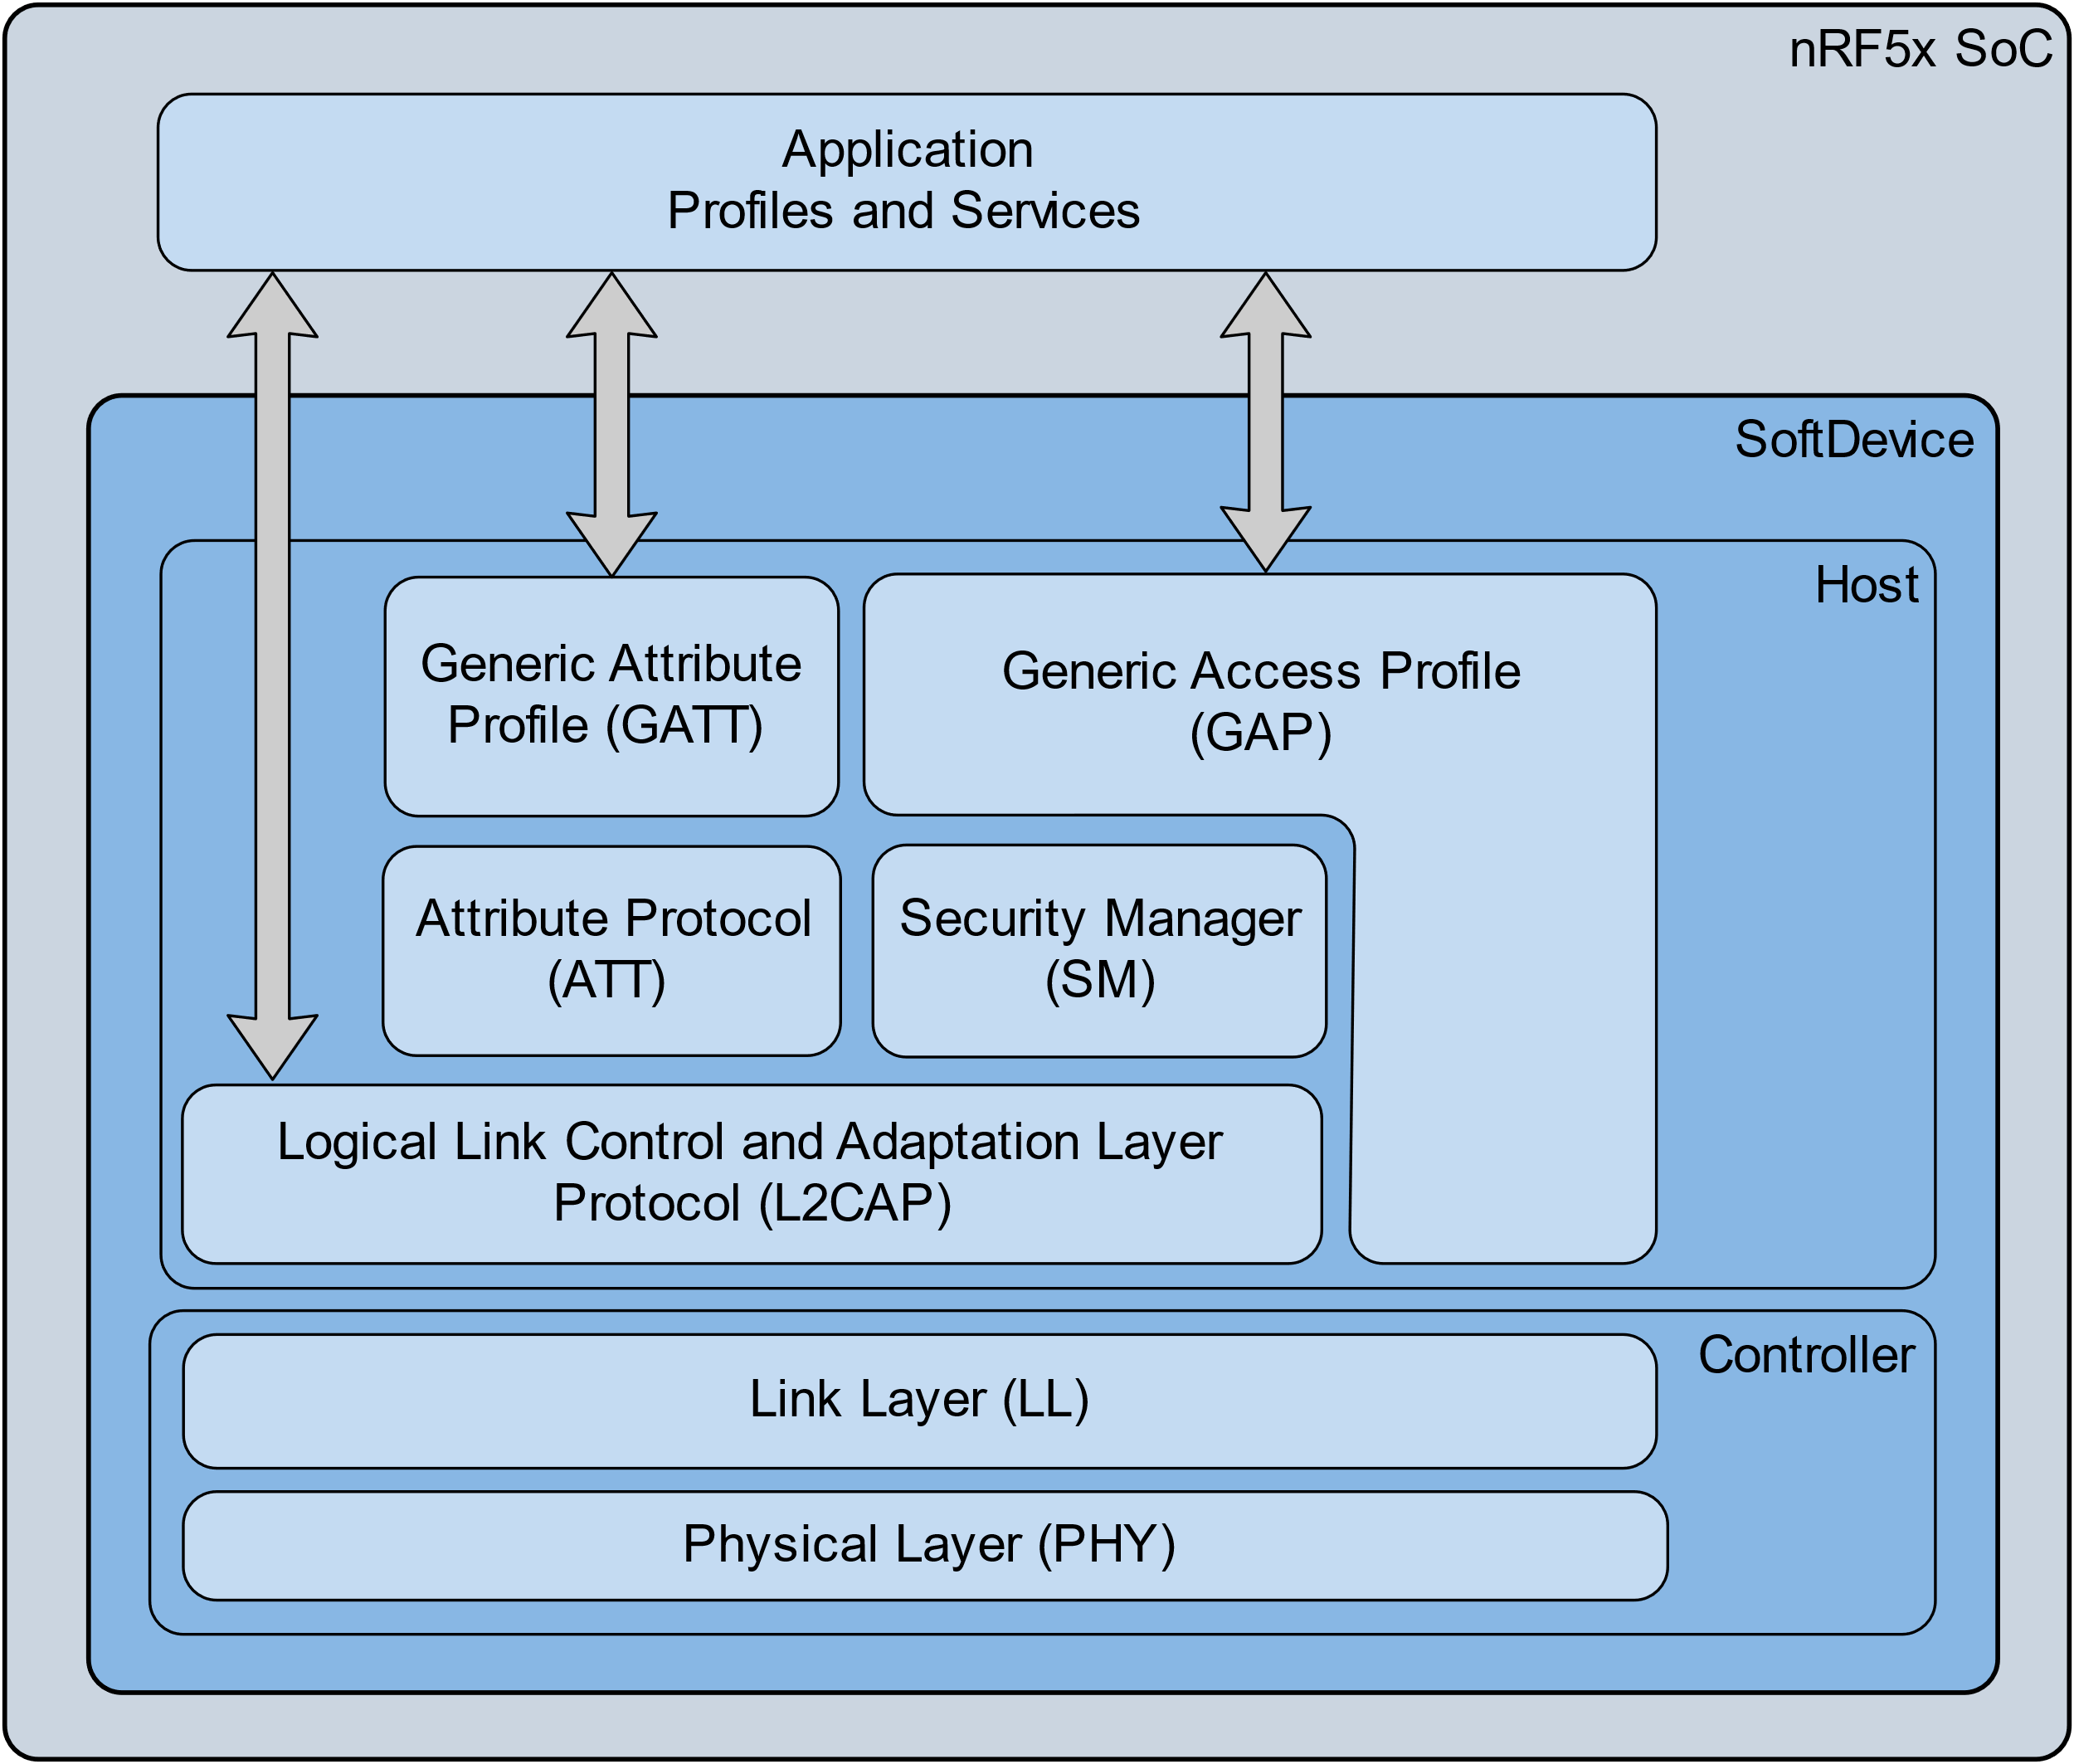 nRF5x SoC
Application
Profiles and Services
SoftDevice
Host
Generic Attribute
Profile (GATT)
Generic Access Profile
(GAP)
Attribute Protocol
(ATT)
Security Manager
(SM)
Logical Link Control and Adaptation Layer
Protocol (L2CAP)
Controller
Link Layer (LL)
Physical Layer (PHY)